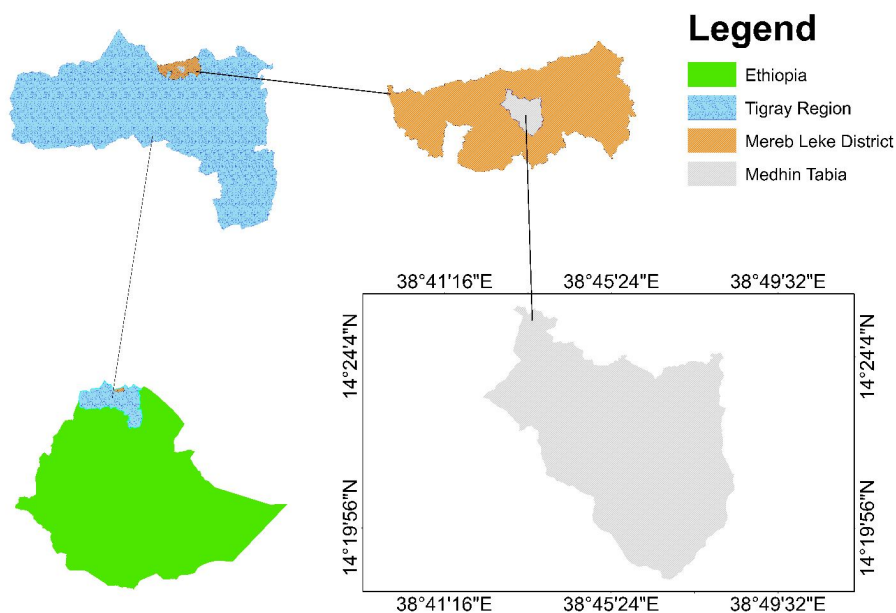 Legend
Ethiopia
Tigray Region
Mereb Leke District
Medhin Tabia
38°41'16"E
38°45'24"E
38°49'32"E
14°24'4"N
14°24'4"N
14°19'56"N
14°19'56"N
38°41'16"E
38°45'24"E
38°49'32"E